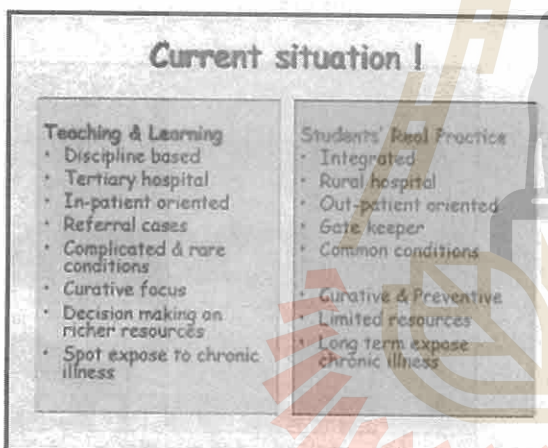 Current situation !
Teaching & Learning
• Discipline based
• Tertiary hospital
• In-patient oriented
• Referral cases
• Complicated & rare
conditions
• Curative focus
• Decision making on
richer resources
• Spot expose to chronic
illness
Students' Real Practice
• Integrated
• Rural hospital
• Out-patient oriented
• Gate keeper
• Common conditions
• Curative & Preventive
• Limited resources
• Long term expose
chronic illness